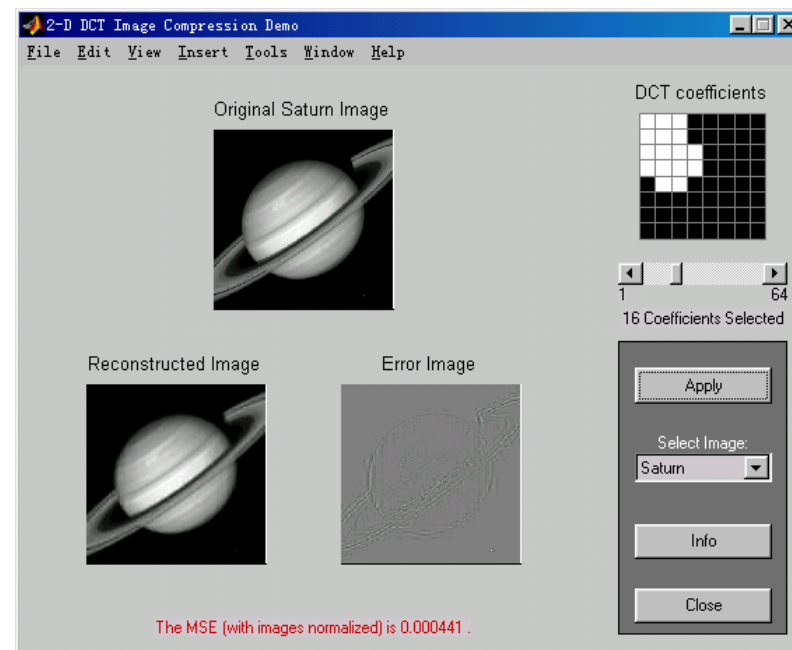 2-D DCT Image Compression Demo
File Edit View Insert Tools Window Help
Original Saturn Image
DCT coefficients
1 64
16 Coefficients Selected
Reconstructed Image
Error Image
Apply
Select Image:
Saturn
Info
Close
The MSE (with images normalized) is 0.000441 .